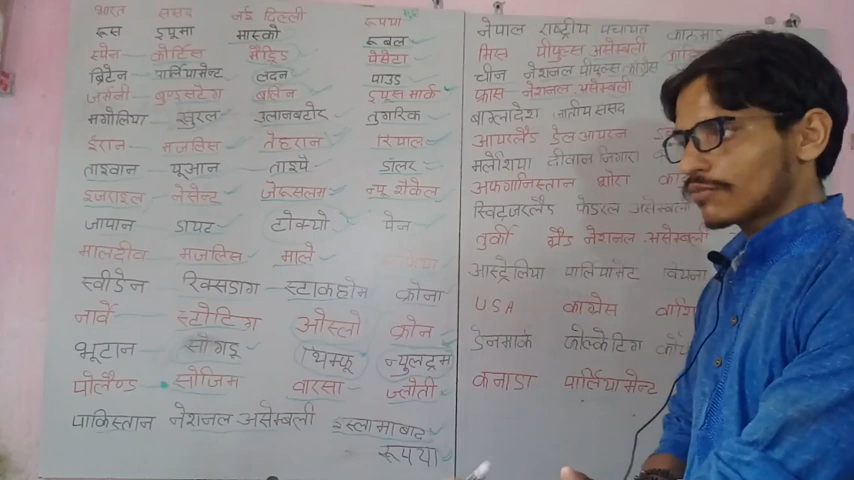 भारत संसद नई दिल्ली रूपया
रूस ड्यूमा मास्को रूबल
स्पेन कोर्टिस मैड्रिड पेसेटा
ब्रिटेन पार्लियामेन्ट लंदन पाउंड
जर्मनी बुण्डसटैग बर्लिन ड्यूस मार्क
मंगोलिया खुरल उलानबटोर तुगरिक
ईरान मजलिस तेहरान रियाल
ताइवान यूआन ताइपे डॉलर
इजराइल नेसेन्ट जेरूसलम न्यू शेकेल
जापान डायट टोक्यो येन
मालदीव मजलिस माले
स्वीडेन रिक्सडाग स्टाकहोम क्रोना
नार्वे स्टोर्टिंग ओस्लो क्रोन
भूटान सोंगडू थिम्फू न्गुलट्रम
पोलैण्ड सोजिम वारसा ज्लोती
पाकिस्तान नेशनल असेम्बली इस्लामाबाद
रूपया
नेपाल राष्ट्रीय पंचायत काठमांडू
मिस्र पीपुल्स असेंबली
चीन नेशनल पीपुल्स कांग्रेस
फ्रांस नेशनल असेम्बली
बाग्लादेश जातीय संसद
आयरलैंड डेल आयरन
मलेशिया दीवान निगारा
अफगानिस्तान शोरा
स्विट्जरलैंड फेडरल असेम्बली
तुर्की ग्रैंड नेशनल असेम्बली
आस्ट्रेलिया पार्लियामेंट
USA कांग्रेस
डेनमार्क फोल्केटिंग
कनाडा पार्लियामेन्ट